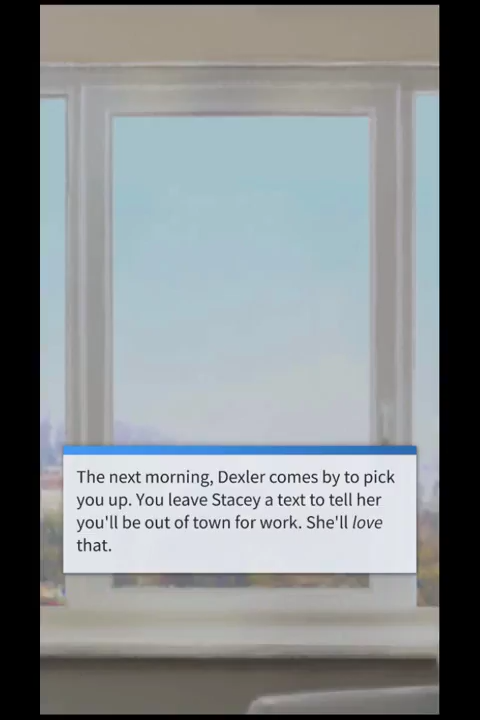 The next morning, Dexler comes by to pick
you up. You leave Stacey a text to tell her
you'll be out of town for work. She'll love
that.